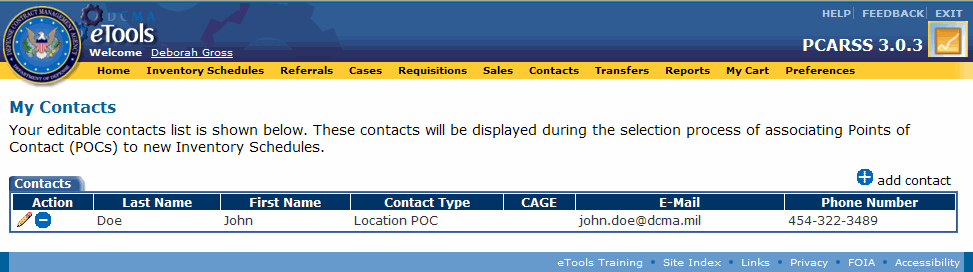 HELP | FEEDBACK | EXIT
DCMA
eTools
Welcome Deborah Gross
PCARSS 3.0.3
Home Inventory Schedules Referrals Cases Requisitions Sales Contacts Transfers Reports My Cart Preferences
My Contacts
Your editable contacts list is shown below. These contacts will be displayed during the selection process of associating Points of
Contact (POCs) to new Inventory Schedules.
add contact
Contacts
Action Last Name First Name Contact Type CAGE E-Mail Phone Number
Doe John Location POC john.doe@dcma.mil 454-322-3489
eTools Training • Site Index • Links • Privacy • FOIA • Accessibility